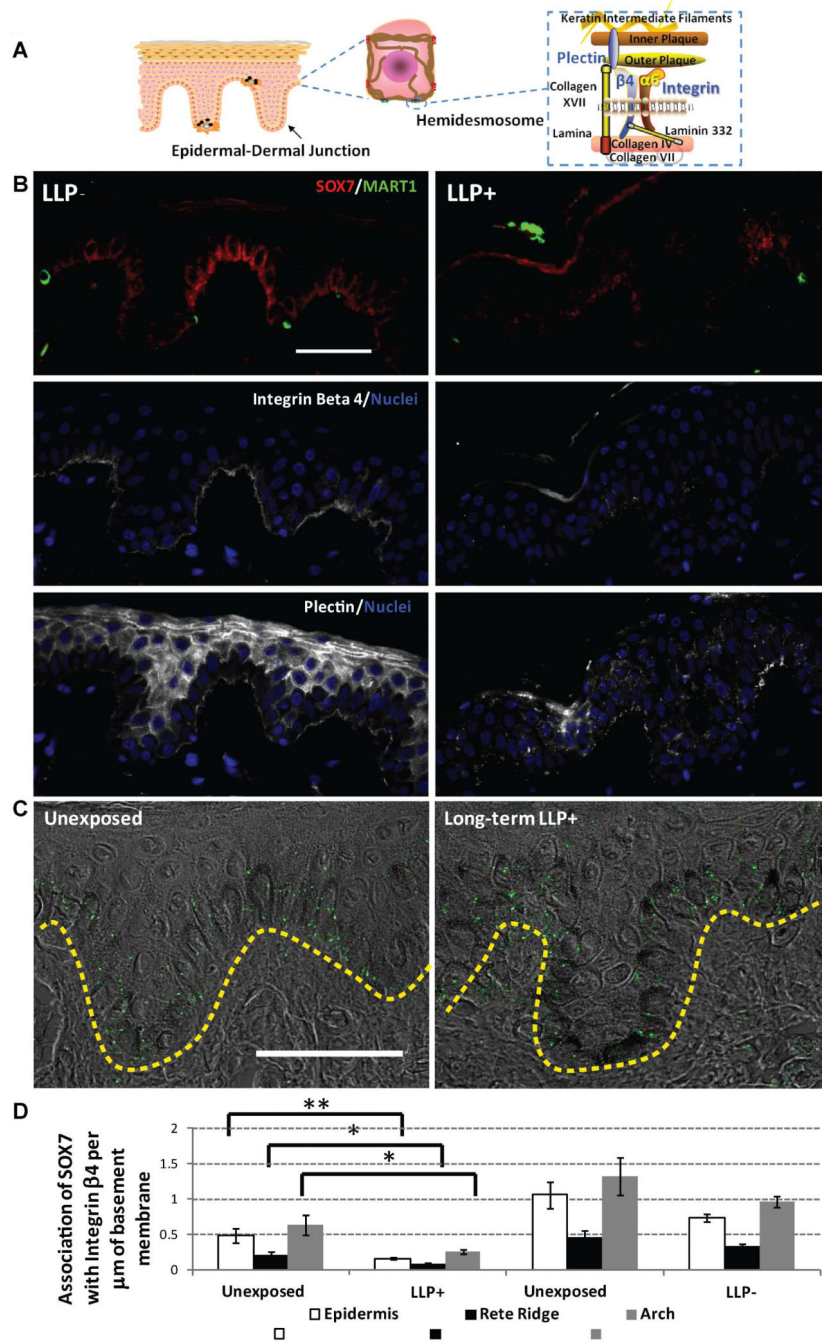 A
Epidermal-Dermal Junction
Hemidesmosome
Keratin Intermediate Filaments
Inner Plaque
Plectin
Outer Plaque
β4
α6
Collagen
XVII
Integrin
Lamina
Laminin 332
Collagen IV
Collagen VII
B
LLP-
SOX7/MART1
LLP+
Integrin Beta 4/Nuclei
Plectin/Nuclei
C
Unexposed
Long-term LLP+
D
Association of SOX7
with Integrin β4 per
µm of basement
membrane
2
1.5
1
0.5
0
**
*
*
Unexposed
LLP+
Unexposed
LLP-
Epidermis
Rete Ridge
Arch